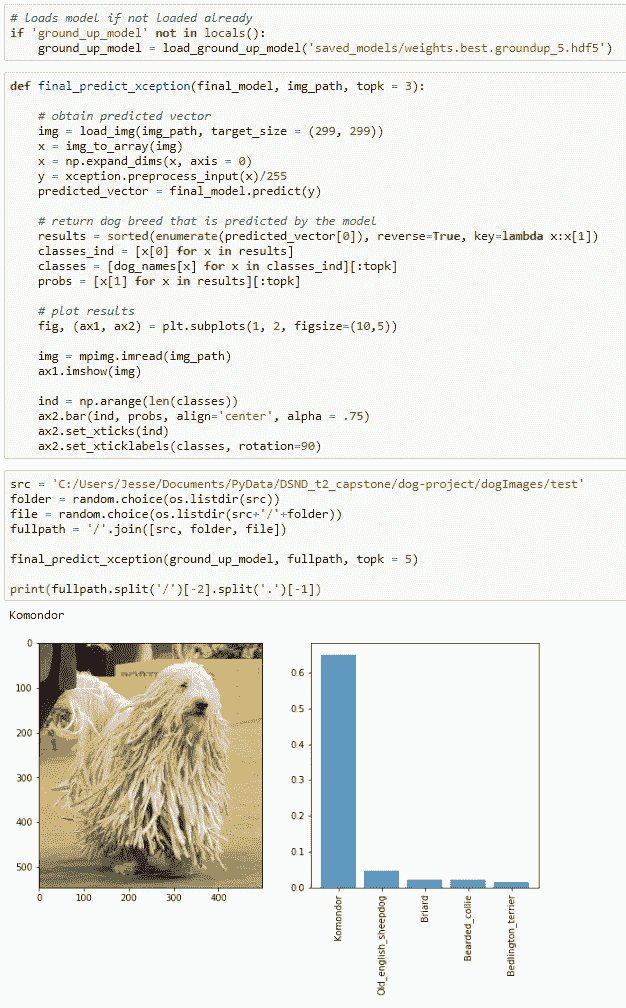 # loads model if not loaded already
if 'ground_up_model' not in locals():
    ground_up_model = load_ground_up_model('saved_models/weights.best.groundup_5.hdf5')
def final_predict_xception(final_model, img_path, topk = 3):
    # obtain predicted vector
    img = load_img(img_path, target_size = (299, 299))
    x = img_to_array(img)
    x = np.expand_dims(x, axis = 0)
    y = xception.preprocess_input(x)/255
    predicted_vector = final_model.predict(y)
    # return dog breed that is predicted by the model
    results = sorted(enumerate(predicted_vector[0]), reverse=True, key=lambda x:x[1])
    classes_ind = [x[0] for x in results]
    classes = [dog_names[x] for x in classes_ind][:topk]
    probs = [x[1] for x in results][:topk]
    # plot results
    fig, (ax1, ax2) = plt.subplots(1, 2, figsize=(10,5))
    img = mpimg.imread(img_path)
    ax1.imshow(img)
    ind = np.arange(len(classes))
    ax2.bar(ind, probs, align='center', alpha = .75)
    ax2.set_xticks(ind)
    ax2.set_xticklabels(classes, rotation=90)
src = 'C:/Users/Jesse/Documents/PyData/DSND_t2_capstone/dog-project/dogImages/test'
folder = random.choice(os.listdir(src))
file = random.choice(os.listdir(src+'/'+folder))
fullpath = '/'.join([src, folder, file])
final_predict_xception(ground_up_model, fullpath, topk = 5)
print(fullpath.split('/')[-2].split('.')[-1])
Komondor
0
100
200
300
400
500
0
100
200
300
400
0.6
0.5
0.4
0.3
0.2
0.1
0.0
Komondor
Old_english_sheepdog
Briard
Bearded_collie
Bedlington_terrier